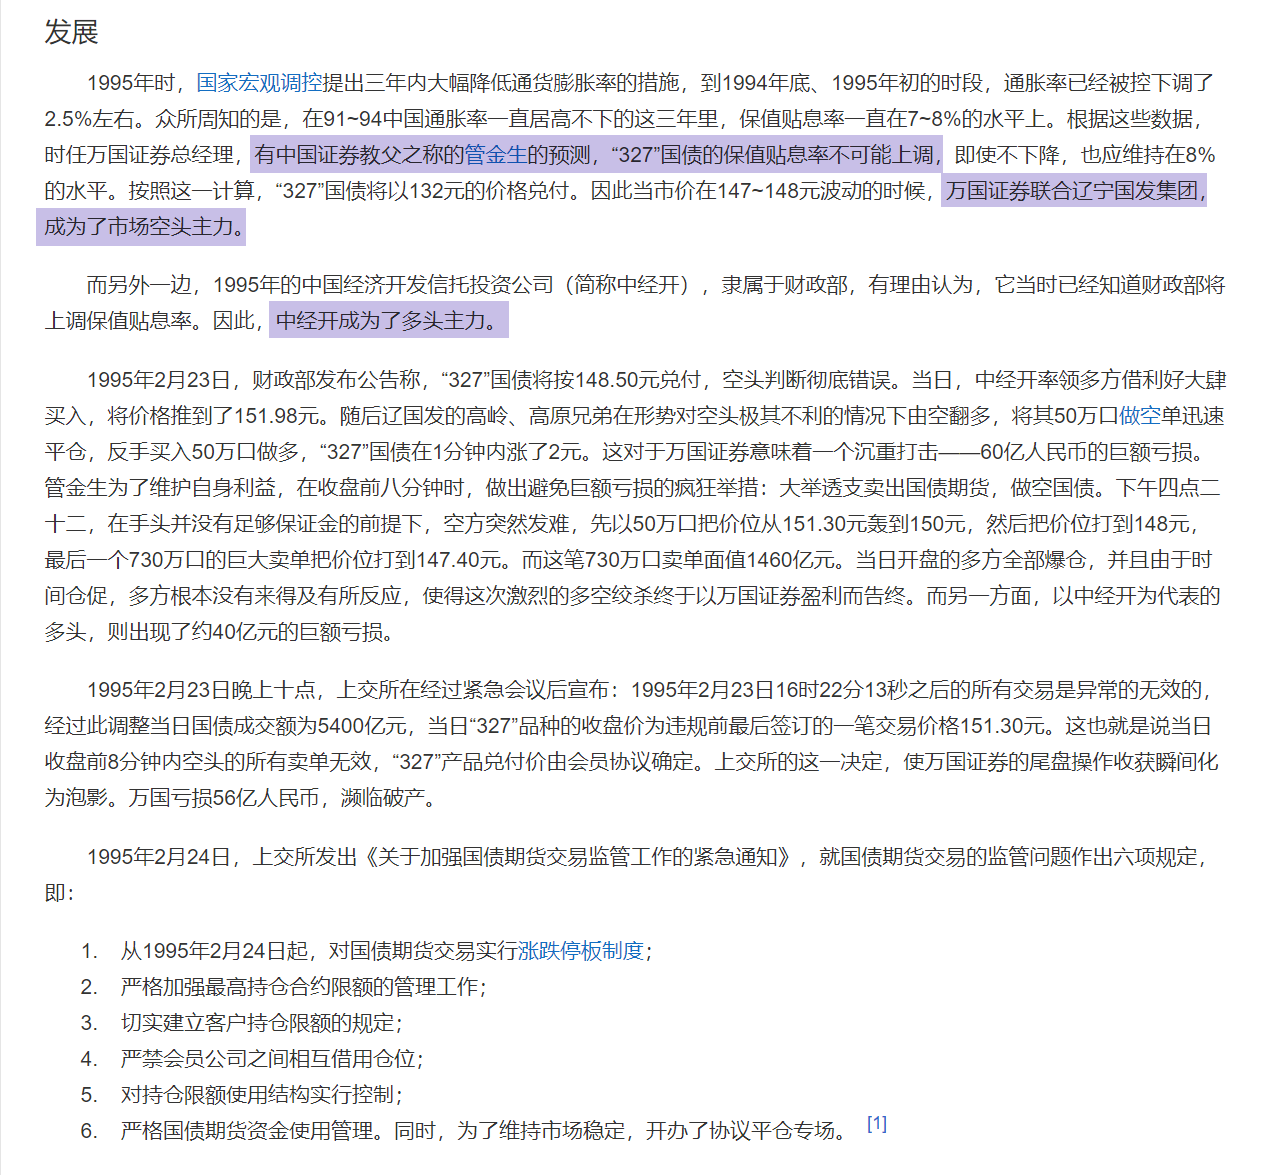 发展
1995年时，国家宏观调控提出三年内大幅降低通货膨胀率的措施，到1994年底、1995年初的时段，通胀率已经被控下调了
2.5%左右。众所周知的是，在91~94中国通胀率一直居高不下的这三年里，保值贴息率一直在7~8%的水平上。根据这些数据，
时任万国证券总经理，有中国证券教父之称的管金生的预测，“327”国债的保值贴息率不可能上调，即使不下降，也应维持在8%
的水平。按照这一计算，“327”国债将以132元的价格兑付。因此当市价在147~148元波动的时候，万国证券联合辽宁国发集团，
成为了市场空头主力。
而另外一边，1995年的中国经济开发信托投资公司（简称中经开），隶属于财政部，有理由认为，它当时已经知道财政部将
上调保值贴息率。因此，中经开成为了多头主力。
1995年2月23日，财政部发布公告称，“327”国债将按148.50元兑付，空头判断彻底错误。当日，中经开率领多方借利好大肆
买入，将价格推到了151.98元。随后辽国发的高岭、高原兄弟在形势对空头极其不利的情况下由空翻多，将其50万口做空单迅速
平仓，反手买入50万口做多，“327”国债在1分钟内涨了2元。这对于万国证券意味着一个沉重打击——60亿人民币的巨额亏损。
管金生为了维护自身利益，在收盘前八分钟时，做出避免巨额亏损的疯狂举措：大举透支卖出国债期货，做空国债。下午四点二
十二，在手头并没有足够保证金的前提下，空方突然发难，先以50万口把价位从151.30元轰到150元，然后把价位打到148元，
最后一个730万口的巨大卖单把价位打到147.40元。而这笔730万口卖单面值1460亿元。当日开盘的多方全部爆仓，并且由于时
间仓促，多方根本没有来得及有所反应，使得这次激烈的多空绞杀终于以万国证券盈利而告终。而另一方面，以中经开为代表的
多头，则出现了约40亿元的巨额亏损。
1995年2月23日晚上十点，上交所在经过紧急会议后宣布：1995年2月23日16时22分13秒之后的所有交易是异常的无效的，
经过此调整当日国债成交额为5400亿元，当日“327”品种的收盘价为违规前最后签订的一笔交易价格151.30元。这也就是说当日
收盘前8分钟内空头的所有卖单无效，“327”产品兑付价由会员协议确定。上交所的这一决定，使万国证券的尾盘操作收获瞬间化
为泡影。万国亏损56亿人民币，濒临破产。
1995年2月24日，上交所发出《关于加强国债期货交易监管工作的紧急通知》，就国债期货交易的监管问题作出六项规定，
即：
1. 从1995年2月24日起，对国债期货交易实行涨跌停板制度；
2. 严格加强最高持仓合约限额的管理工作；
3. 切实建立客户持仓限额的规定；
4. 严禁会员公司之间相互借用仓位；
5. 对持仓限额使用结构实行控制；
6. 严格国债期货资金使用管理。同时，为了维持市场稳定，开办了协议平仓专场。 [1]